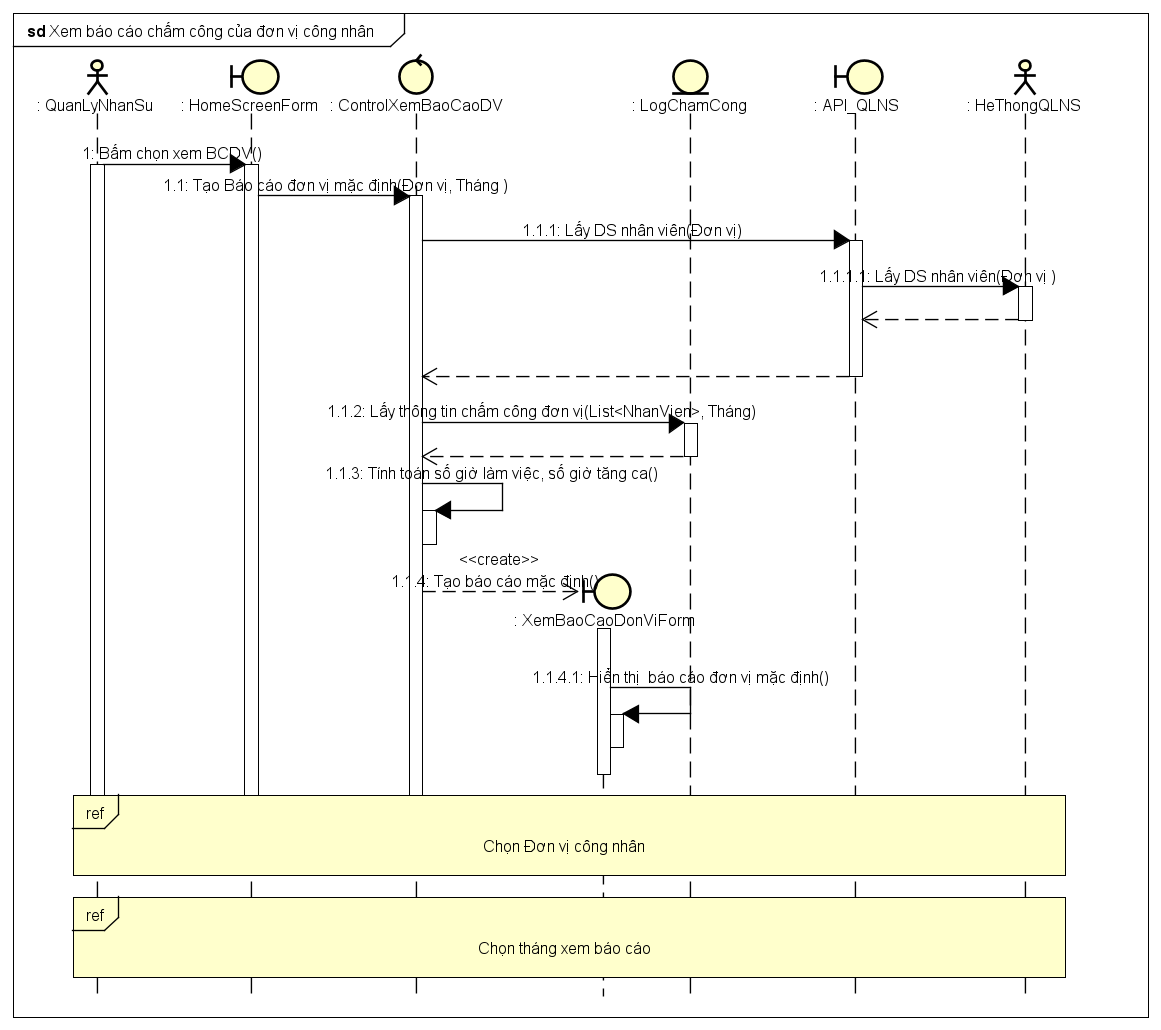 sd Xem báo cáo chấm công của đơn vị công nhân
: QuanLyNhanSu
: HomeScreenForm
: ControlXemBaoCaoDV
: LogChamCong
: API_QLNS
: HeThongQLNS
1: Bấm chọn xem BCDV()
1.1: Tạo Báo cáo đơn vị mặc định(Đơn vị, Tháng )
1.1.1: Lấy DS nhân viên(Đơn vị)
1.1.1.1: Lấy DS nhân viên(Đơn vị )
1.1.2: Lấy thông tin chấm công đơn vị(List<NhanVien>, Tháng)
1.1.3: Tính toán số giờ làm việc, số giờ tăng ca()
<<create>>
1.1.4: Tạo báo cáo mặc định()
: XemBaoCaoDonViForm
1.1.4.1: Hiển thị  báo cáo đơn vị mặc định()
ref
Chọn Đơn vị công nhân
ref
Chọn tháng xem báo cáo